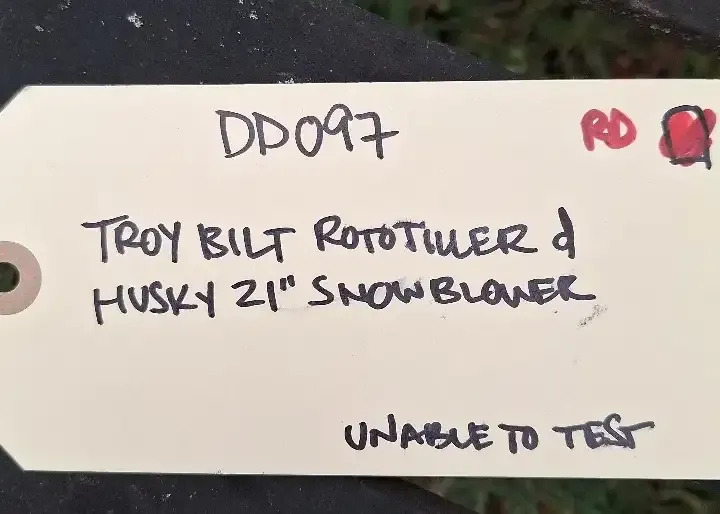 DD097 RD
TROY BILT ROTOTILLER &
HUSKY 21" SNOWBLOWER
UNABLE TO TEST